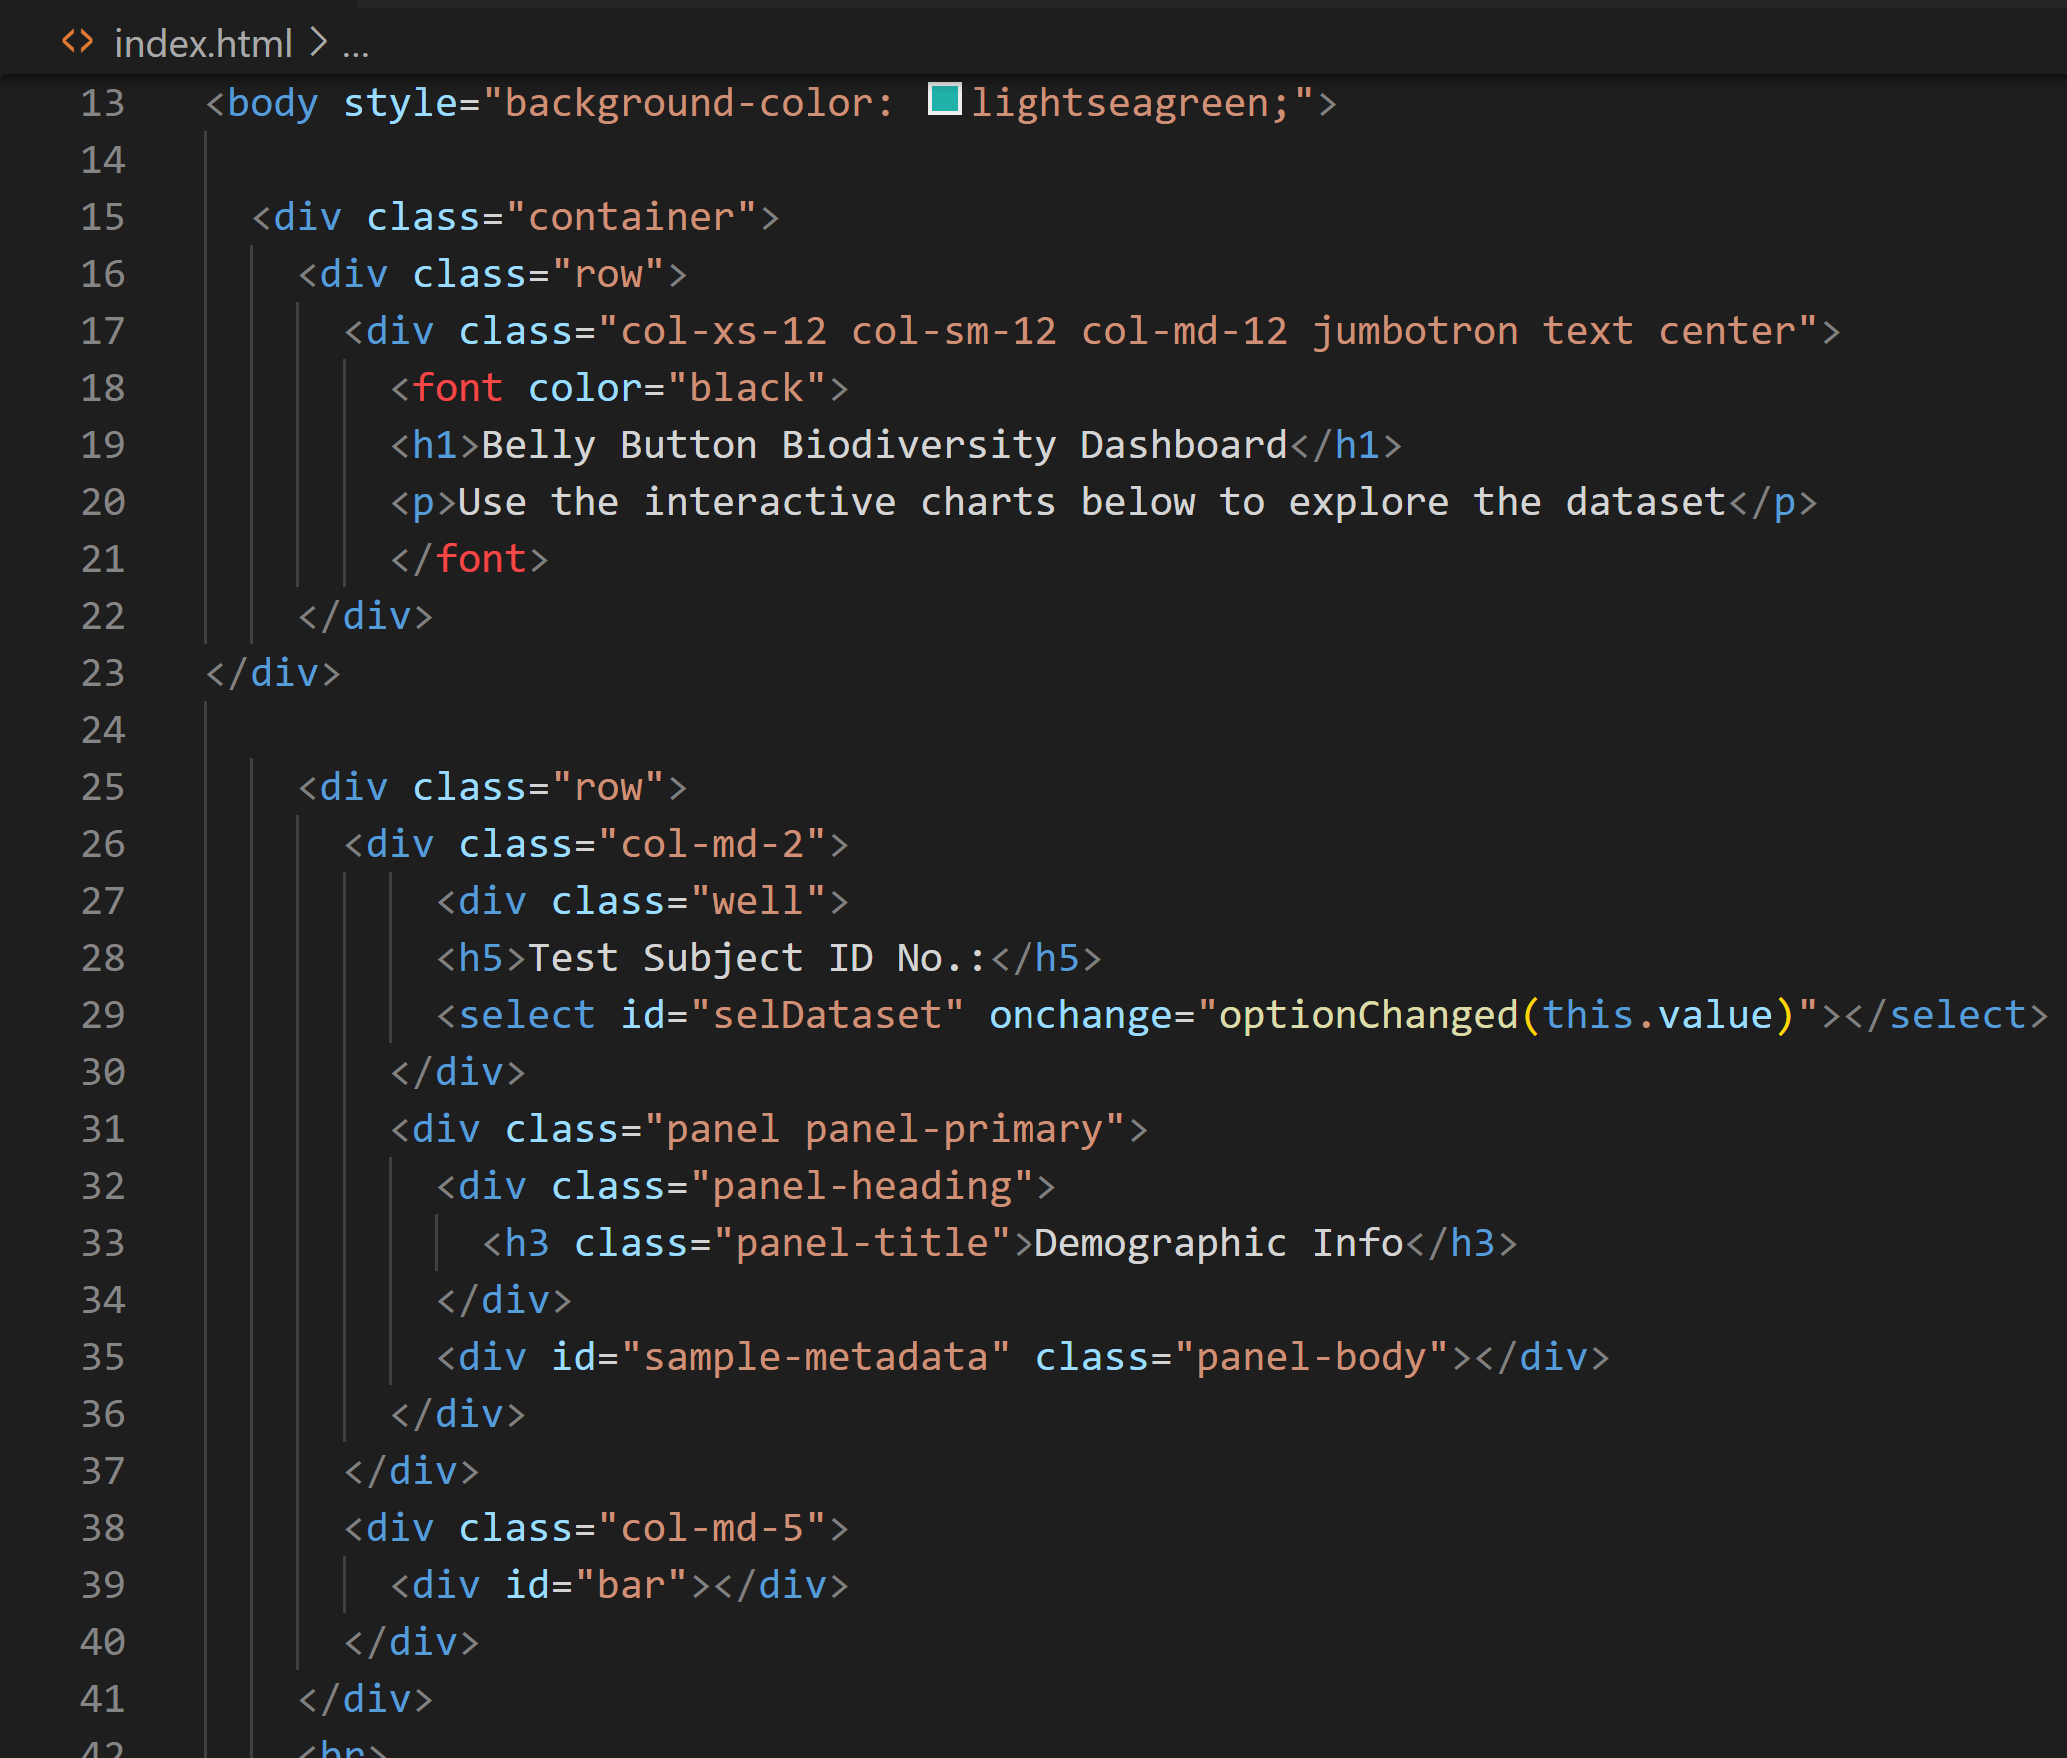 <> index.html > ...
13 <body style="background-color: lightseagreen;">
14
15 <div class="container">
16 <div class="row">
17 <div class="col-xs-12 col-sm-12 col-md-12 jumbotron text center">
18 <font color="black">
19 <h1>Belly Button Biodiversity Dashboard</h1>
20 <p>Use the interactive charts below to explore the dataset</p>
21 </font>
22 </div>
23 </div>
24
25 <div class="row">
26 <div class="col-md-2">
27 <div class="well">
28 <h5>Test Subject ID No.:</h5>
29 <select id="selDataset" onchange="optionChanged(this.value)"></select>
30 </div>
31 <div class="panel panel-primary">
32 <div class="panel-heading">
33 <h3 class="panel-title">Demographic Info</h3>
34 </div>
35 <div id="sample-metadata" class="panel-body"></div>
36 </div>
37 </div>
38 <div class="col-md-5">
39 <div id="bar"></div>
40 </div>
41 </div>
42 <hr>